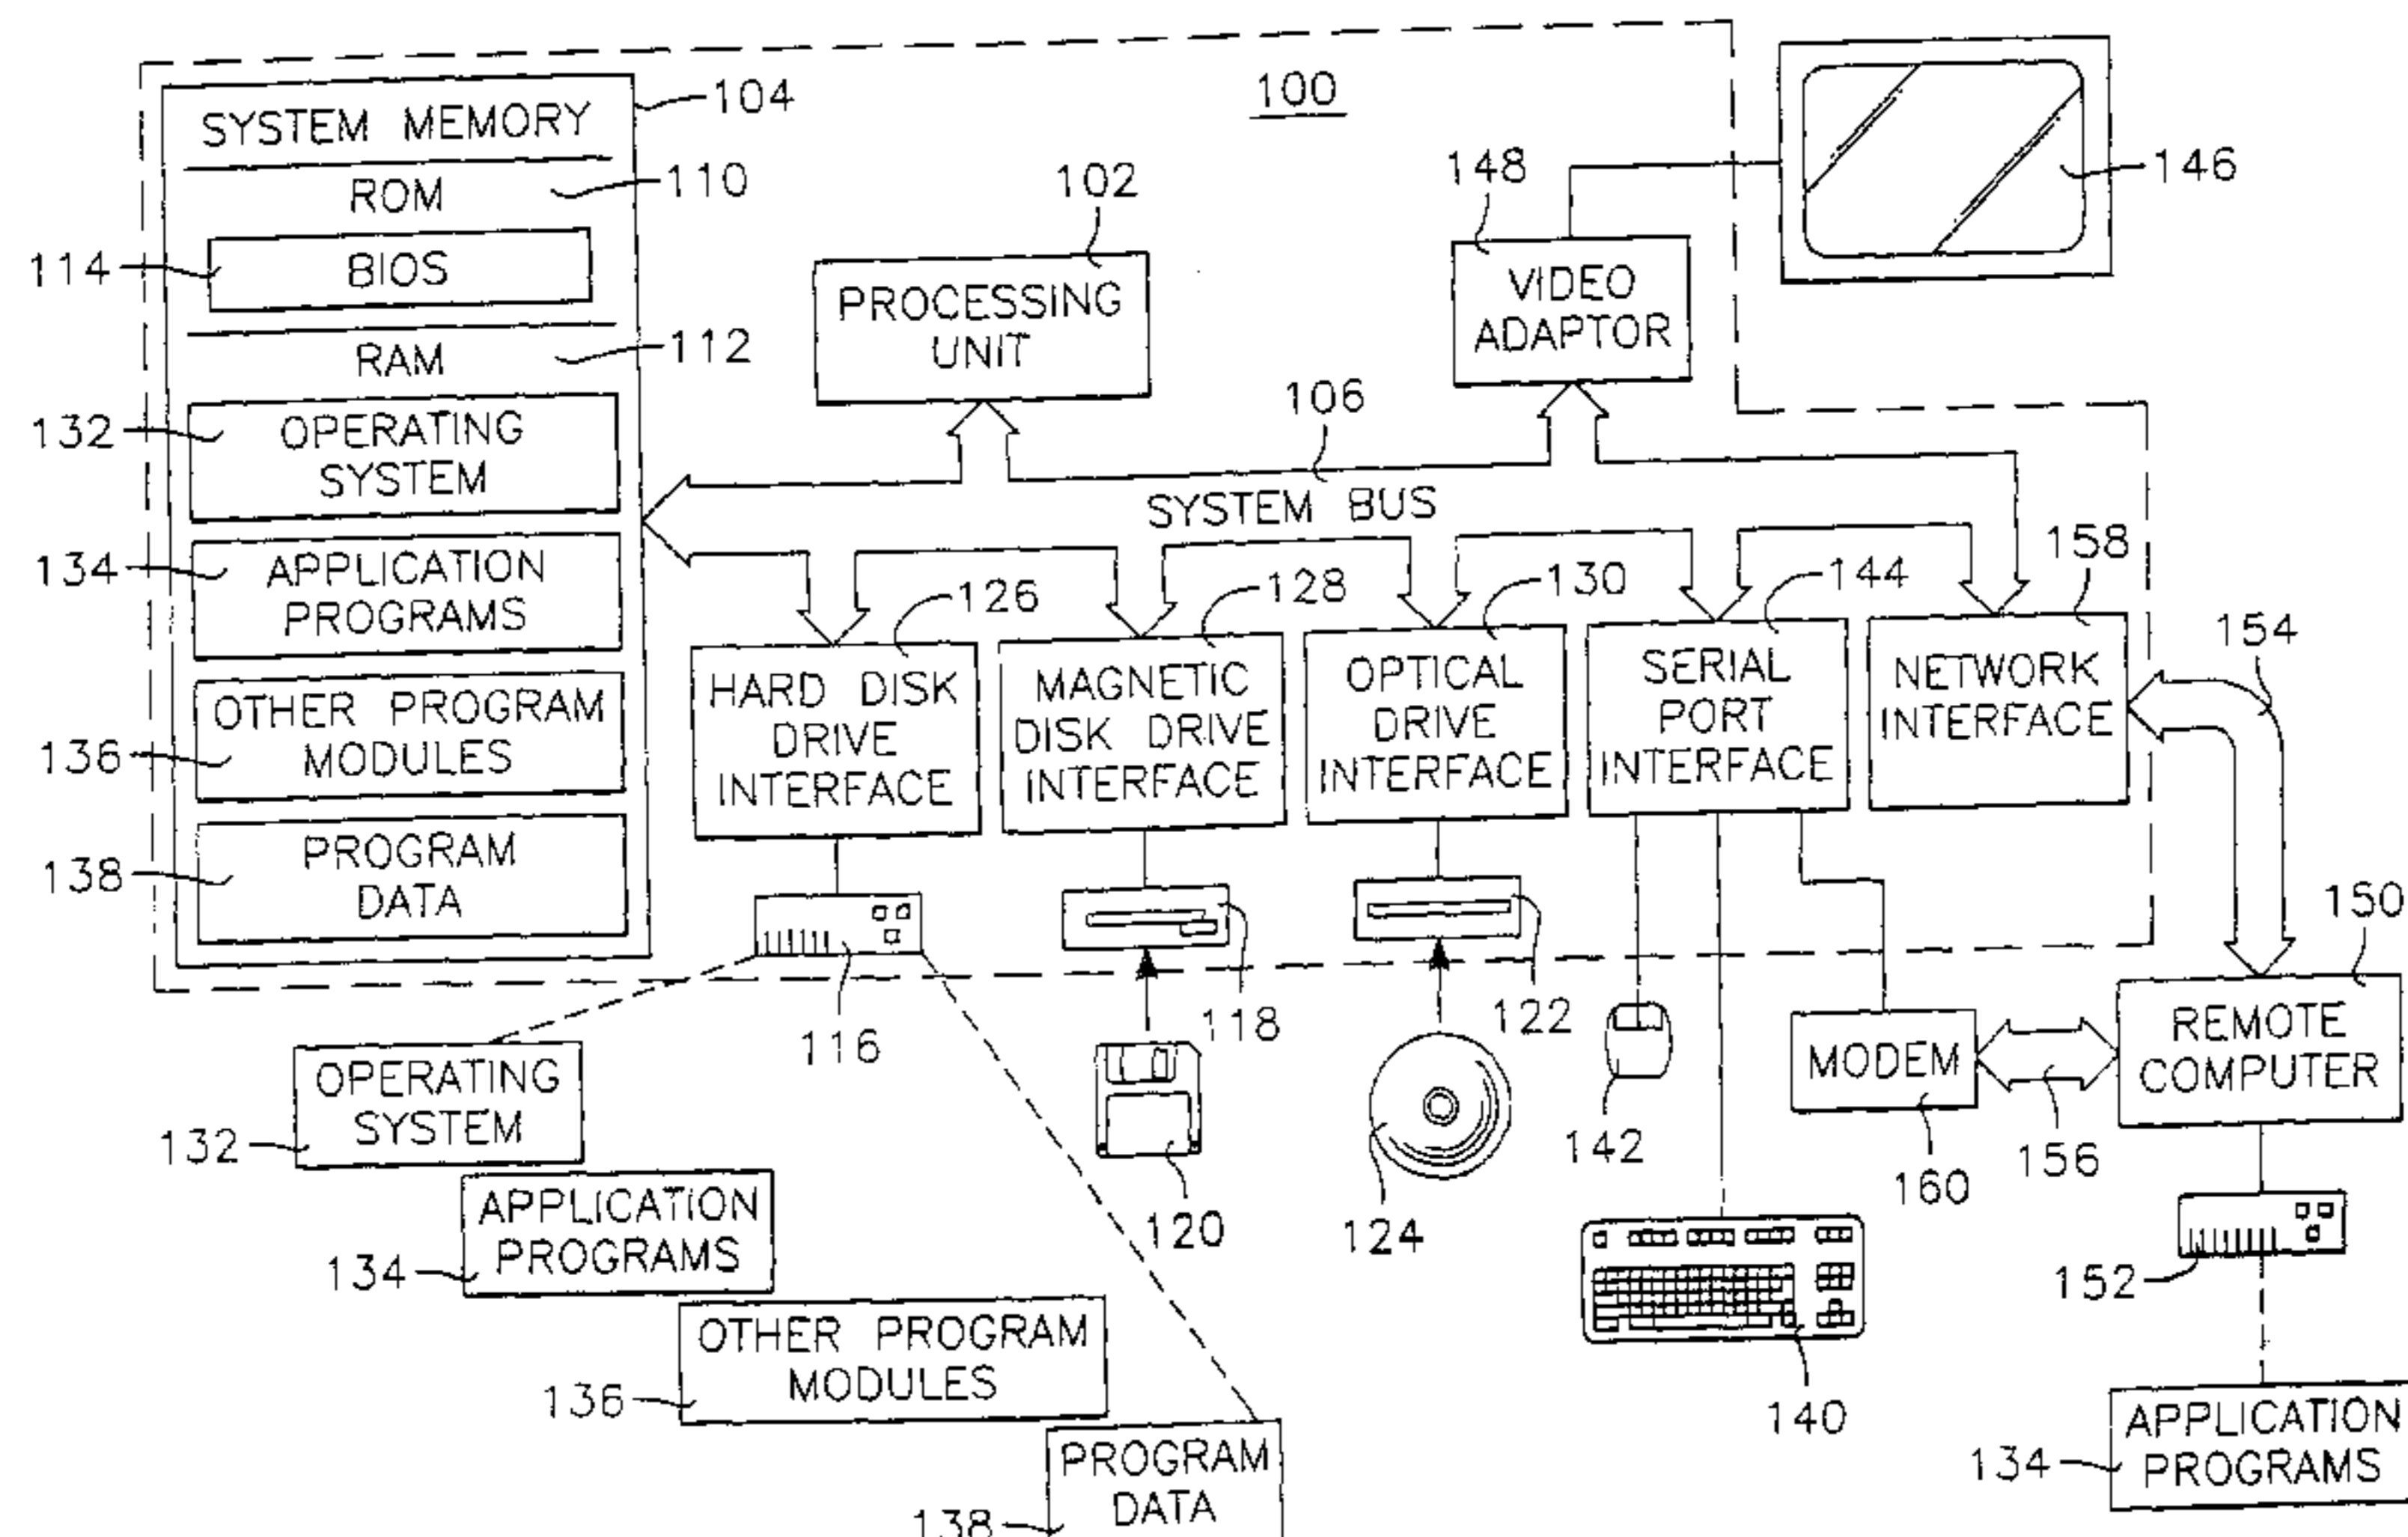 100
SYSTEM MEMORY
104
ROM
110
BIOS
114
RAM
112
OPERATING
SYSTEM
132
APPLICATION
PROGRAMS
134
OTHER PROGRAM
MODULES
136
PROGRAM
DATA
138
102
PROCESSING
UNIT
148
VIDEO
ADAPTOR
146
106
SYSTEM BUS
126
HARD DISK
DRIVE
INTERFACE
128
MAGNETIC
DISK DRIVE
INTERFACE
130
OPTICAL
DRIVE
INTERFACE
144
SERIAL
PORT
INTERFACE
158
NETWORK
INTERFACE
154
116
118
122
120
124
142
140
MODEM
160
156
150
REMOTE
COMPUTER
152
APPLICATION
PROGRAMS
134
OPERATING
SYSTEM
132
APPLICATION
PROGRAMS
134
OTHER PROGRAM
MODULES
136
PROGRAM
DATA
138